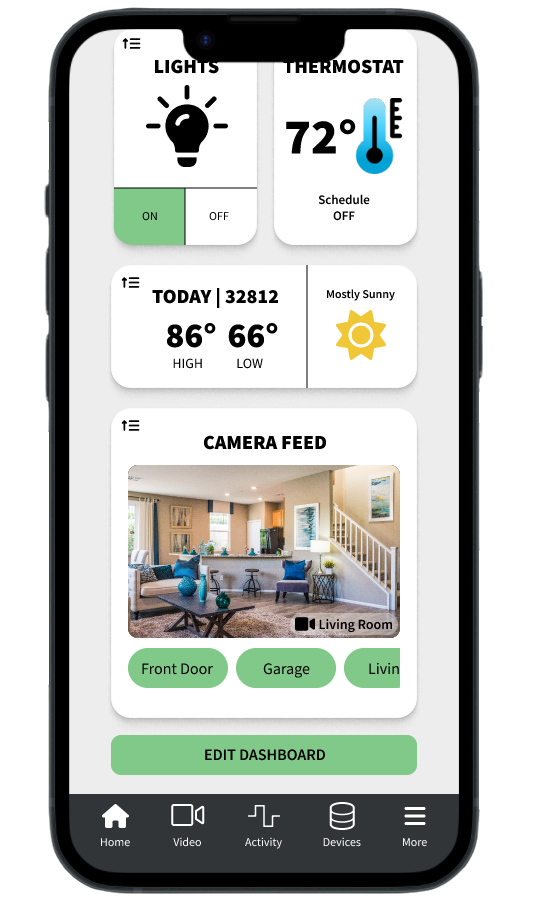 LIGHTS
THERMOSTAT
72°
ON
OFF
Schedule
OFF
TODAY | 32812
86° 66°
HIGH LOW
Mostly Sunny
CAMERA FEED
Living Room
Front Door
Garage
Livin
EDIT DASHBOARD
Home
Video
Activity
Devices
More